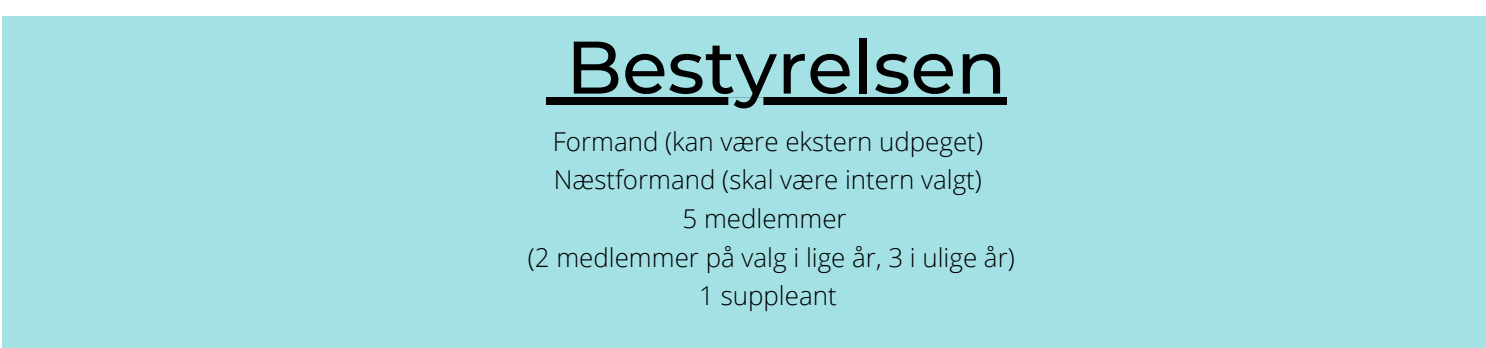 Bestyrelsen
Formand (kan være ekstern udpeget)
Næstformand (skal være intern valgt)
5 medlemmer
(2 medlemmer på valg i lige år, 3 i ulige år)
1 suppleant